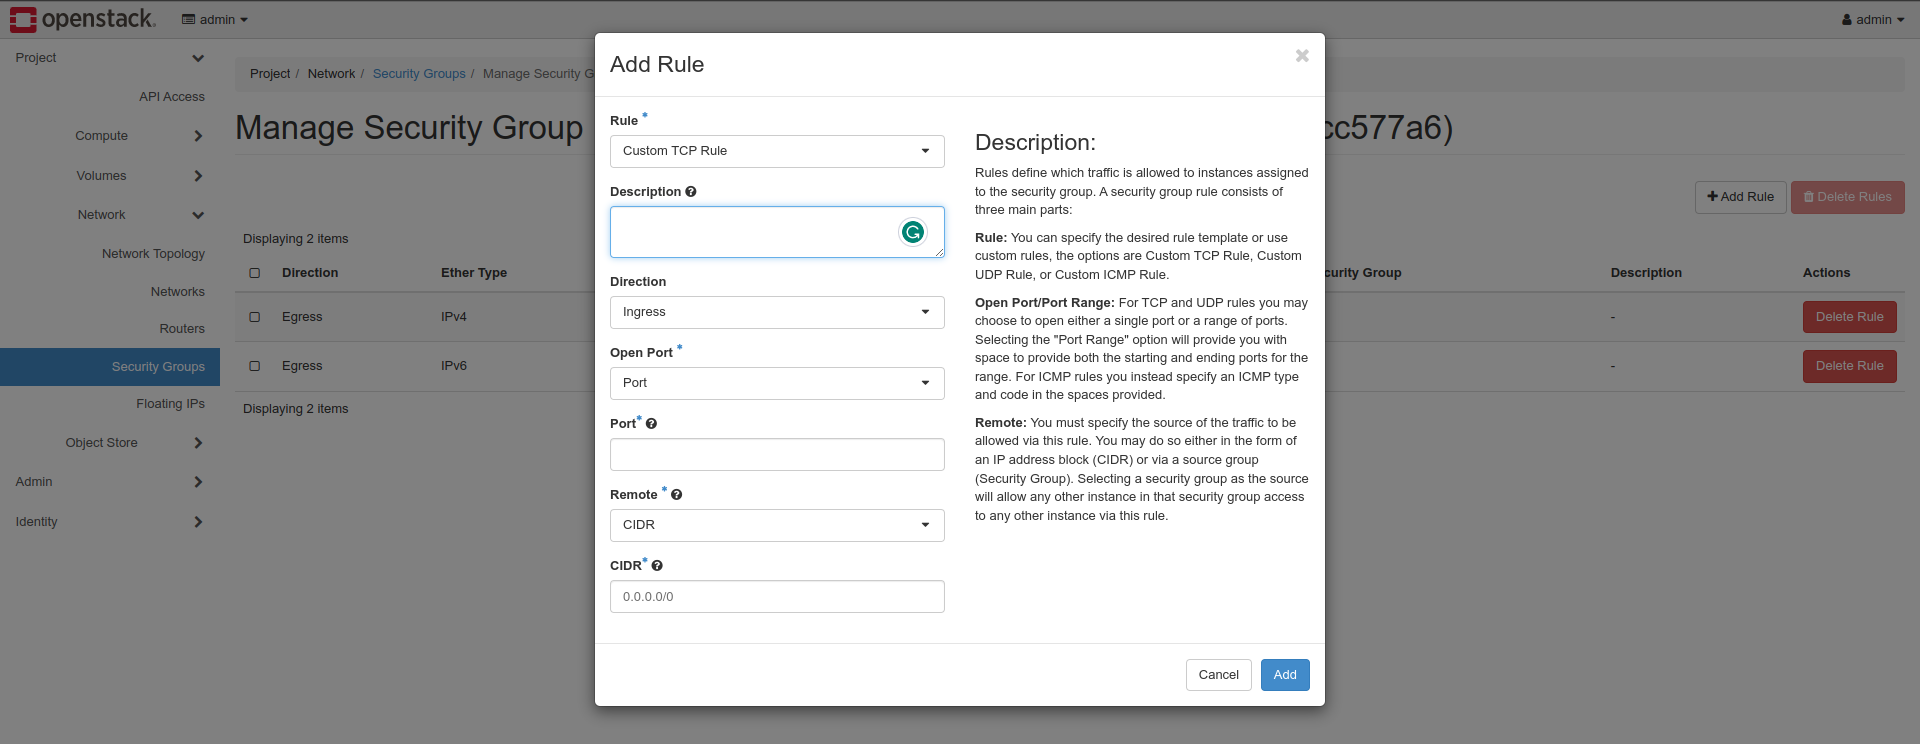 openstack.
admin
admin
Project
API Access
Compute
Volumes
Network
Network Topology
Networks
Routers
Security Groups
Floating IPs
Object Store
Admin
Identity
Project / Network / Security Groups / Manage Security G
Manage Security Group
cc577a6)
Add Rule
Delete Rules
Displaying 2 items
Direction
Ether Type
curity Group
Description
Actions
Egress
IPv4
-
Delete Rule
Egress
IPv6
-
Delete Rule
Displaying 2 items
Add Rule
Rule *
Custom TCP Rule
Description
Direction
Ingress
Open Port *
Port
Port*
Remote *
CIDR
CIDR*
0.0.0.0/0
Description:
Rules define which traffic is allowed to instances assigned
to the security group. A security group rule consists of
three main parts:
Rule: You can specify the desired rule template or use
custom rules, the options are Custom TCP Rule, Custom
UDP Rule, or Custom ICMP Rule.
Open Port/Port Range: For TCP and UDP rules you may
choose to open either a single port or a range of ports.
Selecting the "Port Range" option will provide you with
space to provide both the starting and ending ports for the
range. For ICMP rules you instead specify an ICMP type
and code in the spaces provided.
Remote: You must specify the source of the traffic to be
allowed via this rule. You may do so either in the form of
an IP address block (CIDR) or via a source group
(Security Group). Selecting a security group as the source
will allow any other instance in that security group access
to any other instance via this rule.
Cancel
Add